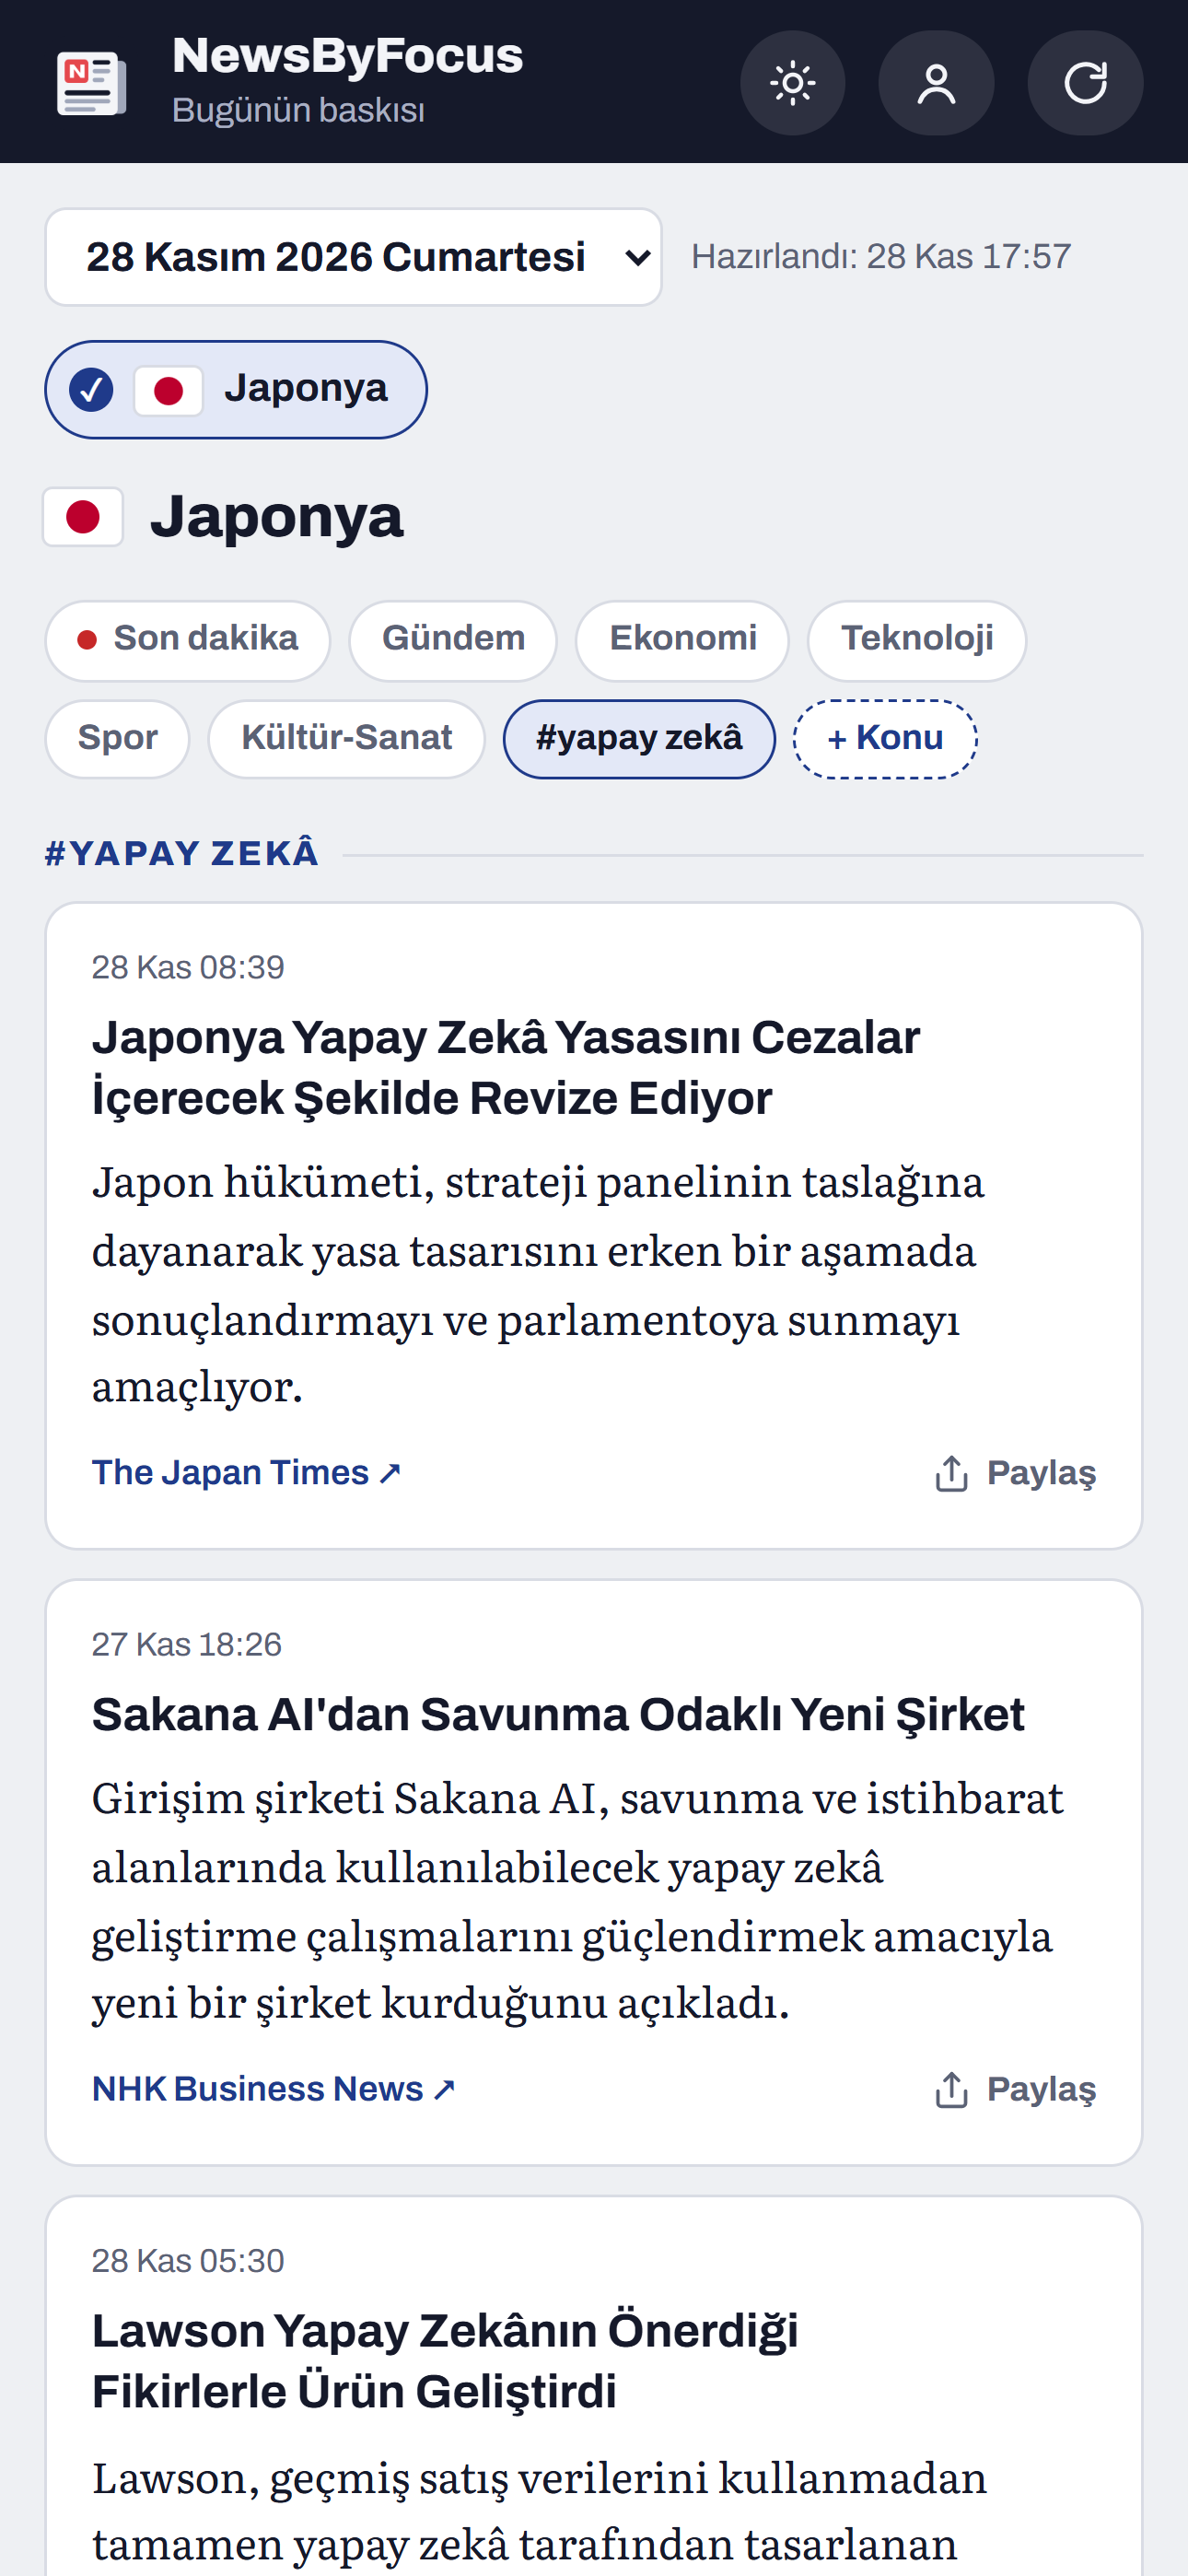 NewsByFocus
Bugünün baskısı
28 Kasım 2026 Cumartesi
Hazırlandı: 28 Kas 17:57
Japonya
Japonya
Son dakika
Gündem
Ekonomi
Teknoloji
Spor
Kültür-Sanat
#yapay zekâ
+ Konu
#YAPAY ZEKÂ
28 Kas 08:39
Japonya Yapay Zekâ Yasasını Cezalar
İçerecek Şekilde Revize Ediyor
Japon hükümeti, strateji panelinin taslağına
dayanarak yasa tasarısını erken bir aşamada
sonuçlandırmayı ve parlamentoya sunmayı
amaçlıyor.
The Japan Times ↗
Paylaş
27 Kas 18:26
Sakana AI'dan Savunma Odaklı Yeni Şirket
Girişim şirketi Sakana AI, savunma ve istihbarat
alanlarında kullanılabilecek yapay zekâ
geliştirme çalışmalarını güçlendirmek amacıyla
yeni bir şirket kurduğunu açıkladı.
NHK Business News ↗
Paylaş
28 Kas 05:30
Lawson Yapay Zekânın Önerdiği
Fikirlerle Ürün Geliştirdi
Lawson, geçmiş satış verilerini kullanmadan
tamamen yapay zekâ tarafından tasarlanan